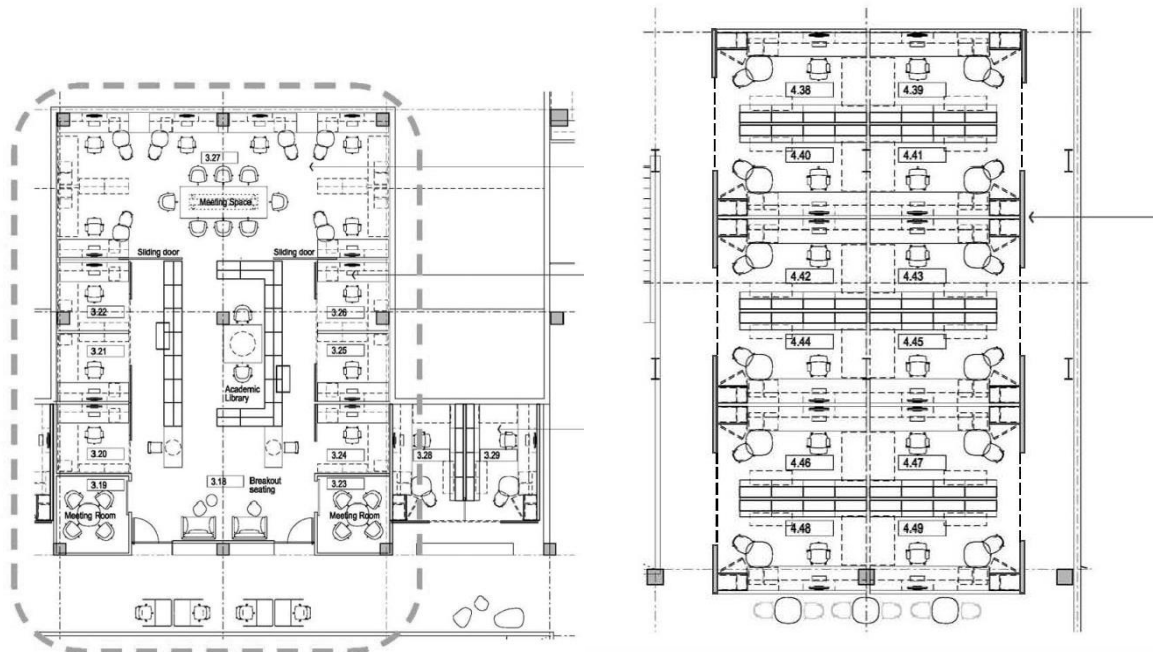 3.27
Meeting Space
Sliding door
Sliding door
3.22
3.26
3.21
3.25
Academic
Library
3.20
3.24
3.28
3.29
3.19
3.18
Breakout
seating
3.23
Meeting Room
Meeting Room
4.38
4.39
4.40
4.41
4.42
4.43
4.44
4.45
4.46
4.47
4.48
4.49